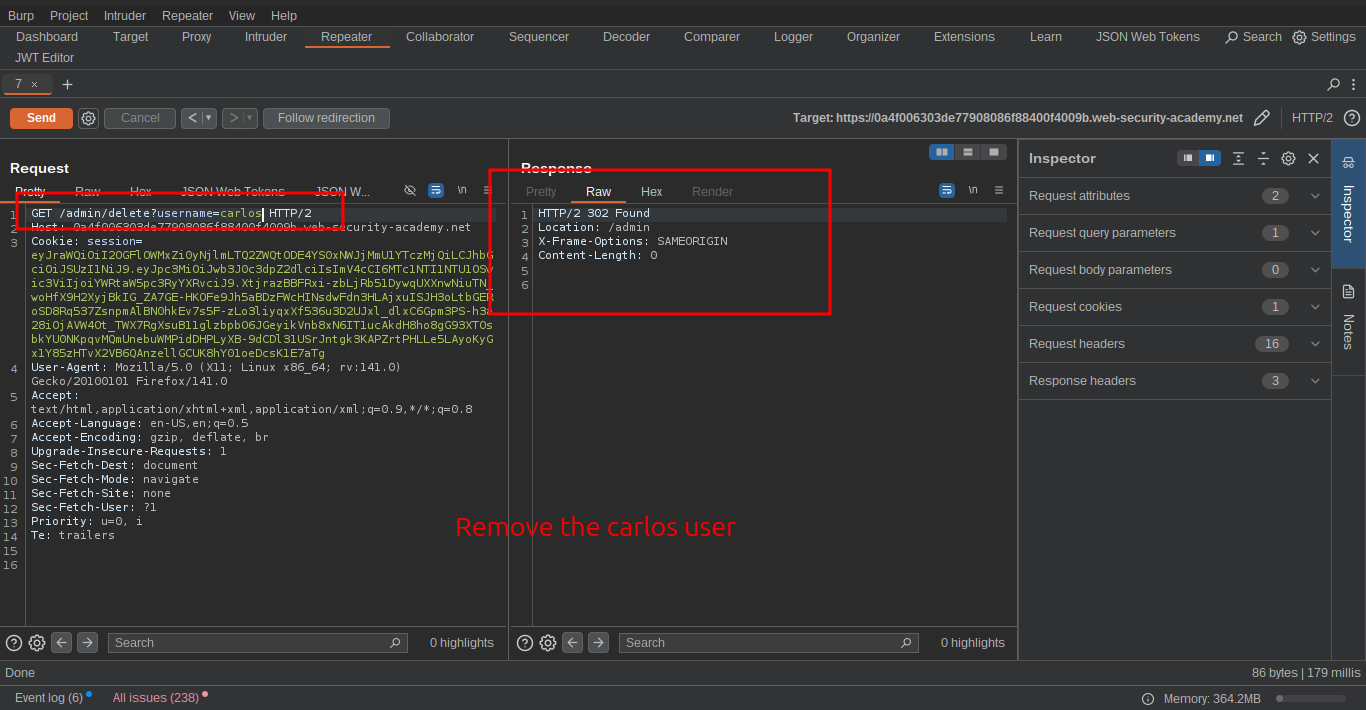 Burp Project Intruder Repeater View Help
Dashboard Target Proxy Intruder Repeater Collaborator Sequencer Decoder Comparer Logger Organizer Extensions Learn JSON Web Tokens Search Settings
JWT Editor
7 × +
Send Cancel < > Follow redirection Target: https://0a4f006303de77908086f88400f4009b.web-security-academy.net HTTP/2
Request
Pretty Raw Hex JSON Web Tokens JSON W... \n
1 GET /admin/delete?username=carlos HTTP/2
2 Host: 0a4f006303de77908086f88400f4009b.web-security-academy.net
3 Cookie: session=
4 User-Agent: Mozilla/5.0 (X11; Linux x86_64; rv:141.0)
Gecko/20100101 Firefox/141.0
5 Accept:
text/html,application/xhtml+xml,application/xml;q=0.9,*/*;q=0.8
6 Accept-Language: en-US,en;q=0.5
7 Accept-Encoding: gzip, deflate, br
8 Upgrade-Insecure-Requests: 1
9 Sec-Fetch-Dest: document
10 Sec-Fetch-Mode: navigate
11 Sec-Fetch-Site: none
12 Sec-Fetch-User: ?1
13 Priority: u=0, i
14 Te: trailers
15
16
Response
Pretty Raw Hex Render \n
1 HTTP/2 302 Found
2 Location: /admin
3 X-Frame-Options: SAMEORIGIN
4 Content-Length: 0
5
6
Remove the carlos user
Inspector
Request attributes 2
Request query parameters 1
Request body parameters 0
Request cookies 1
Request headers 16
Response headers 3
Inspector
Notes
Search 0 highlights
Search 0 highlights
Done 86 bytes | 179 millis
Event log (6) All issues (238) Memory: 364.2MB